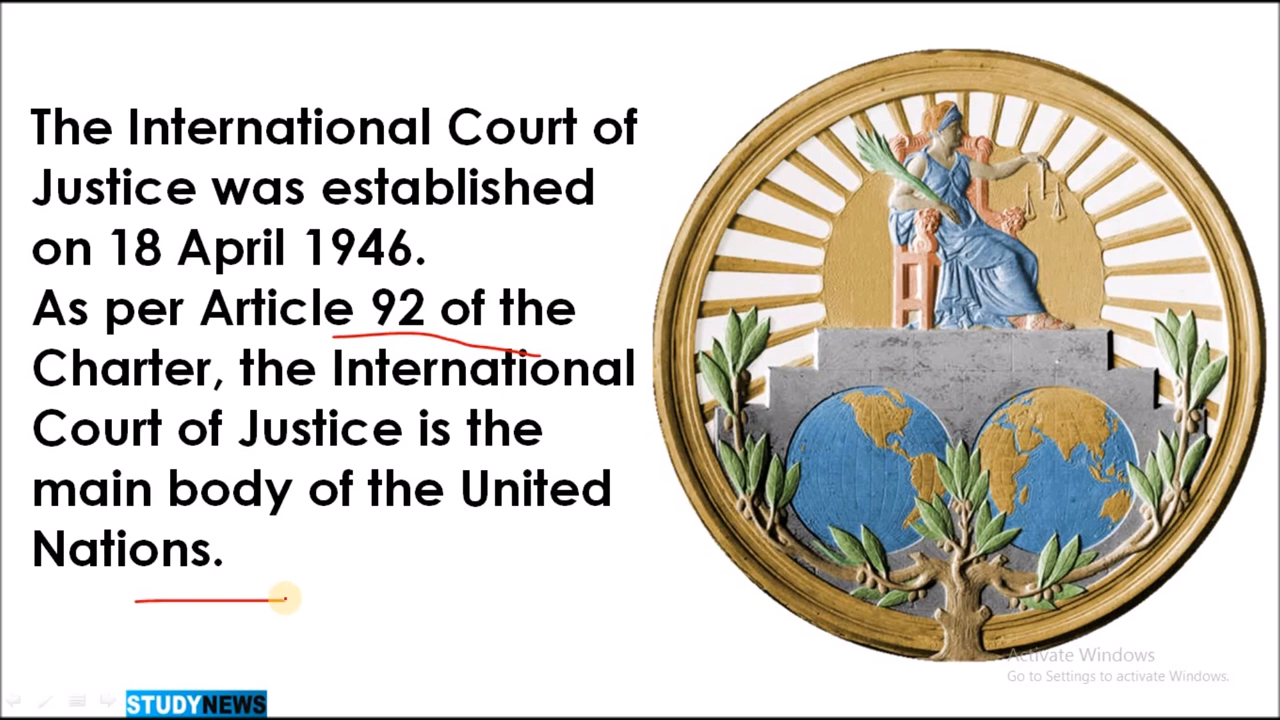 The International Court of
Justice was established
on 18 April 1946.
As per Article 92 of the
Charter, the International
Court of Justice is the
main body of the United
Nations.
Activate Windows
Go to Settings to activate Windows.
STUDYNEWS